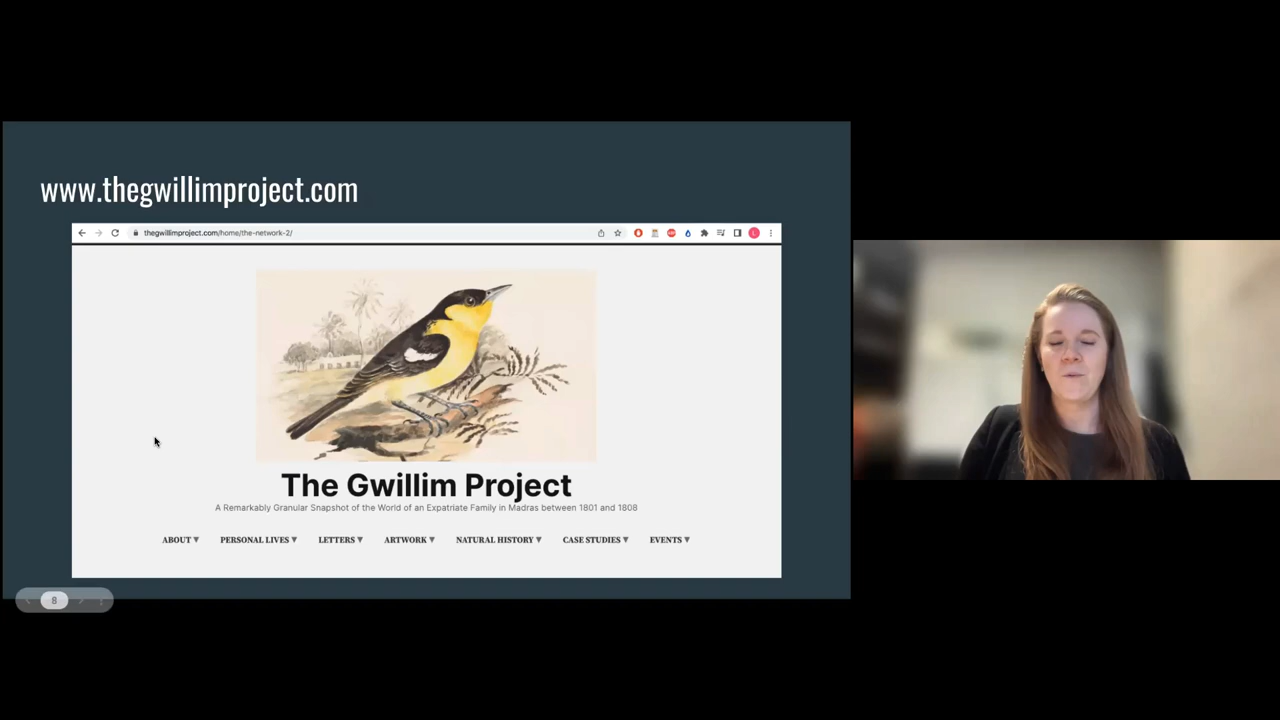 www.thegwillimproject.com
thegwillimproject.com/home/the-network-2/
The Gwillim Project
A Remarkably Granular Snapshot of the World of an Expatriate Family in Madras between 1801 and 1808
ABOUT ▼ PERSONAL LIVES ▼ LETTERS ▼ ARTWORK ▼ NATURAL HISTORY ▼ CASE STUDIES ▼ EVENTS ▼
8